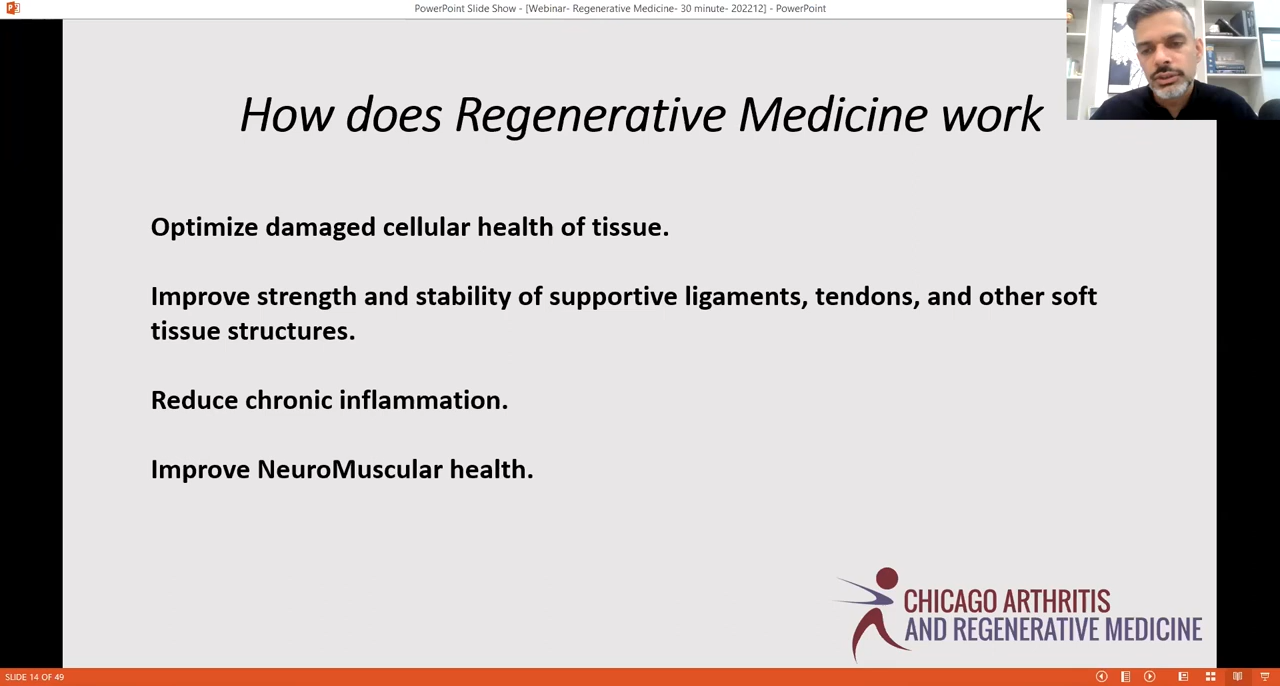 PowerPoint Slide Show - [Webinar- Regenerative Medicine- 30 minute- 202212] - PowerPoint
How does Regenerative Medicine work
Optimize damaged cellular health of tissue.
Improve strength and stability of supportive ligaments, tendons, and other soft
tissue structures.
Reduce chronic inflammation.
Improve NeuroMuscular health.
CHICAGO ARTHRITIS
AND REGENERATIVE MEDICINE
SLIDE 14 OF 49